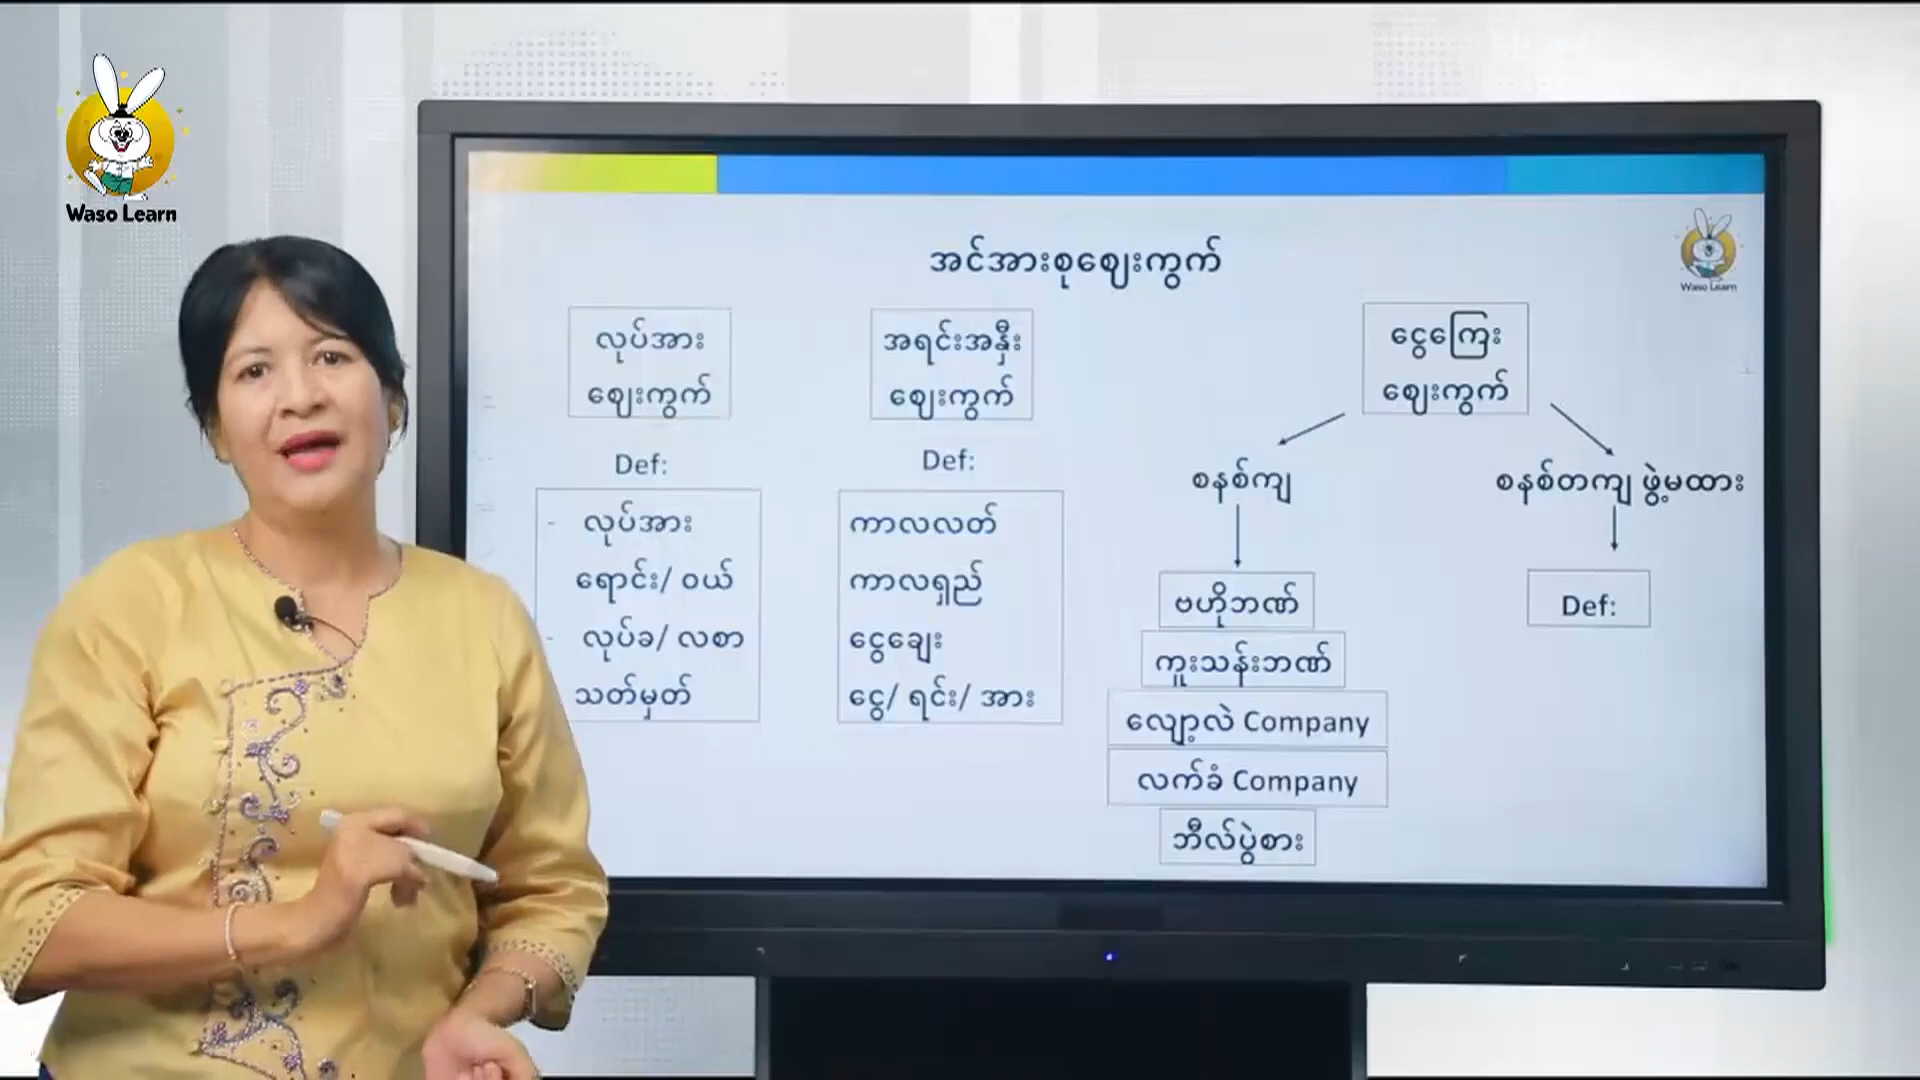 Waso Learn
အင်အားစုဈေးကွက်
Waso Learn
လုပ်အား
ဈေးကွက်
Def:
- လုပ်အား
ရောင်း/ ဝယ်
- လုပ်ခ/ လစာ
သတ်မှတ်
အရင်းအနှီး
ဈေးကွက်
Def:
ကာလလတ်
ကာလရှည်
ငွေချေး
ငွေ/ ရင်း/ အား
ငွေကြေး
ဈေးကွက်
စနစ်ကျ
ဗဟိုဘဏ်
ကူးသန်းဘဏ်
လျော့လဲ Company
လက်ခံ Company
ဘီလ်ပွဲစား
စနစ်တကျ ဖွဲ့မထား
Def: